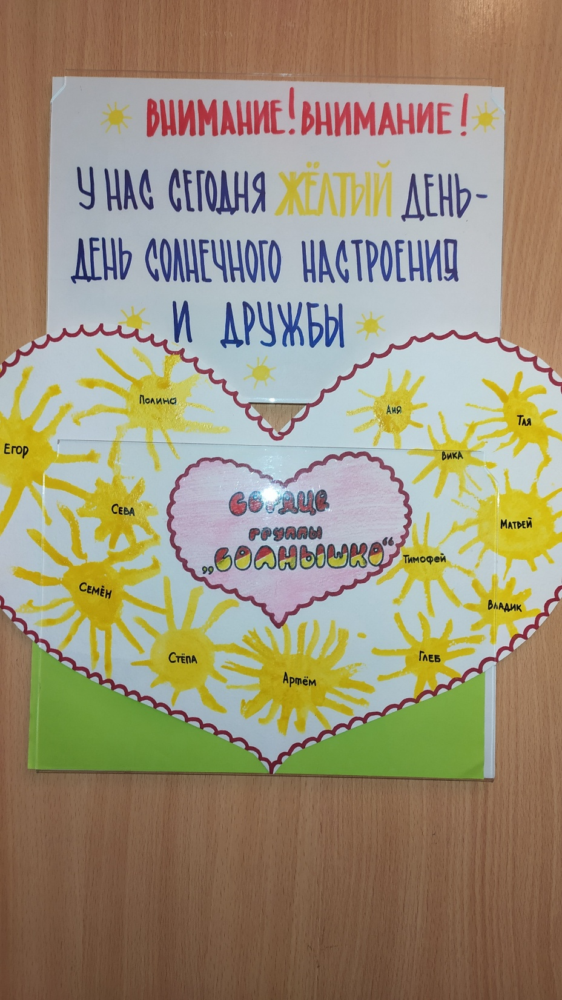 ВНИМАНИЕ! ВНИМАНИЕ!
У НАС СЕГОДНЯ ЖЁЛТЫЙ ДЕНЬ-
ДЕНЬ СОЛНЕЧНОГО НАСТРОЕНИЯ
И ДРУЖБЫ
Полина
Аня
Тая
Егор
Вика
Сева
СЕРДЦЕ
ГРУППЫ
„СОЛНЫШКО“
Матвей
Тимофей
Семён
Владик
Стёпа
Глеб
Артём